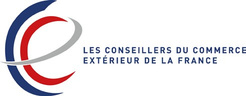 LES CONSEILLERS DU COMMERCE
EXTÉRIEUR DE LA FRANCE